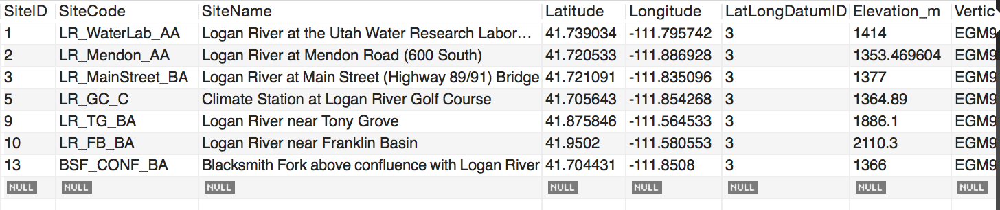 SiteID SiteCode SiteName Latitude Longitude LatLongDatumID Elevation_m Vertic
1 LR_WaterLab_AA Logan River at the Utah Water Research Labor... 41.739034 -111.795742 3 1414 EGM9
2 LR_Mendon_AA Logan River at Mendon Road (600 South) 41.720533 -111.886928 3 1353.469604 EGM9
3 LR_MainStreet_BA Logan River at Main Street (Highway 89/91) Bridge 41.721091 -111.835096 3 1377 EGM9
5 LR_GC_C Climate Station at Logan River Golf Course 41.705643 -111.854268 3 1364.89 EGM9
9 LR_TG_BA Logan River near Tony Grove 41.875846 -111.564533 3 1886.1 EGM9
10 LR_FB_BA Logan River near Franklin Basin 41.9502 -111.580553 3 2110.3 EGM9
13 BSF_CONF_BA Blacksmith Fork above confluence with Logan River 41.704431 -111.8508 3 1366 EGM9
NULL NULL NULL NULL NULL NULL NULL NULL